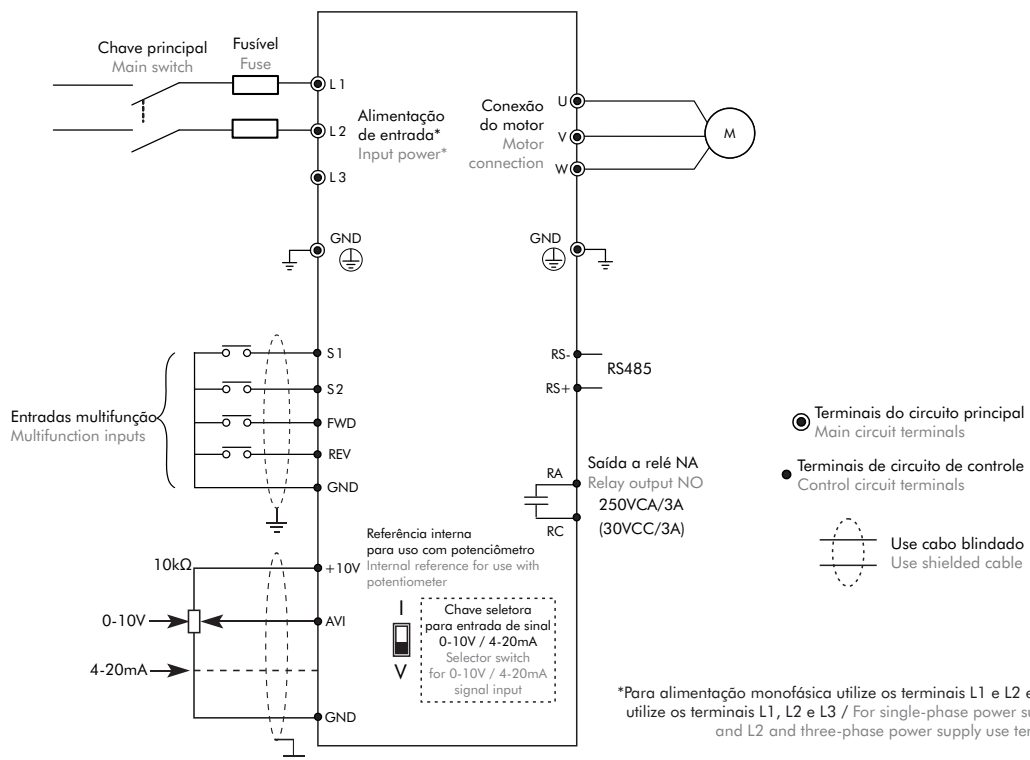 Chave principal
Main switch
Fusível
Fuse
L1
L2
L3
Alimentação
de entrada*
Input power*
Conexão
do motor
Motor
connection
U
V
W
M
GND
GND
S1
S2
FWD
REV
GND
Entradas multifunção
Multifunction inputs
RS-
RS+
RS485
RA
RC
Saída a relé NA
Relay output NO
250VCA/3A
(30VCC/3A)
Terminais do circuito principal
Main circuit terminals
Terminais de circuito de controle
Control circuit terminals
Use cabo blindado
Use shielded cable
Referência interna
para uso com potenciômetro
Internal reference for use with
potentiometer
10kΩ
+10V
0-10V
AVI
4-20mA
GND
I
V
Chave seletora
para entrada de sinal
0-10V / 4-20mA
Selector switch
for 0-10V / 4-20mA
signal input
*Para alimentação monofásica utilize os terminais L1 e L2 e
utilize os terminais L1, L2 e L3 / For single-phase power su
and L2 and three-phase power supply use ter